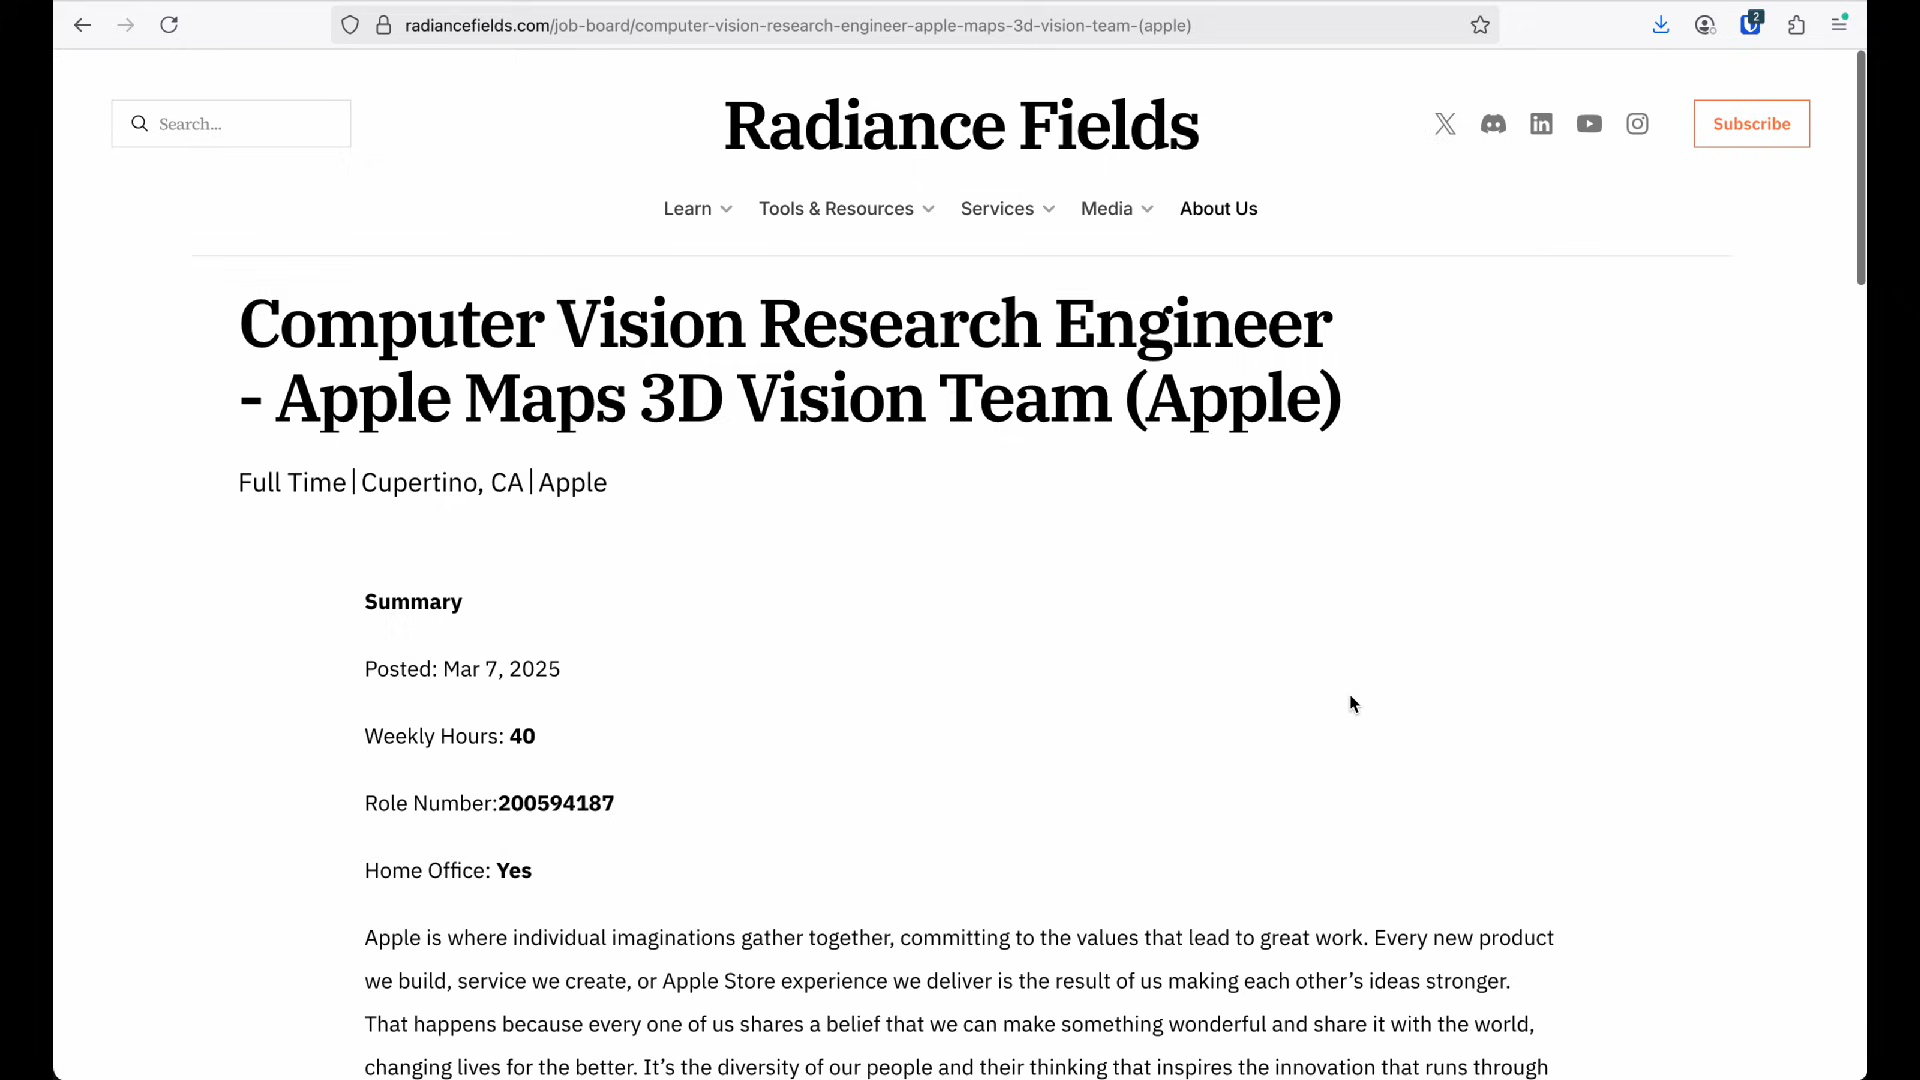 radiancefields.com/job-board/computer-vision-research-engineer-apple-maps-3d-vision-team-(apple)
2
Search...
Radiance Fields
Subscribe
Learn
Tools & Resources
Services
Media
About Us
Computer Vision Research Engineer
- Apple Maps 3D Vision Team (Apple)
Full Time|Cupertino, CA|Apple
Summary
Posted: Mar 7, 2025
Weekly Hours: 40
Role Number:200594187
Home Office: Yes
Apple is where individual imaginations gather together, committing to the values that lead to great work. Every new product
we build, service we create, or Apple Store experience we deliver is the result of us making each other’s ideas stronger.
That happens because every one of us shares a belief that we can make something wonderful and share it with the world,
changing lives for the better. It’s the diversity of our people and their thinking that inspires the innovation that runs through